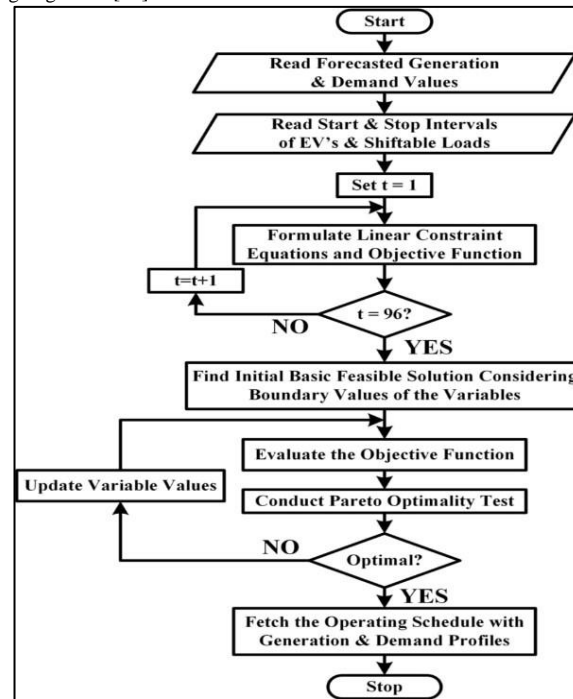 Start
Read Forecasted Generation
& Demand Values
Read Start & Stop Intervals
of EV's & Shiftable Loads
Set t = 1
Formulate Linear Constraint
Equations and Objective Function
t=t+1
t = 96?
NO
YES
Find Initial Basic Feasible Solution Considering
Boundary Values of the Variables
Evaluate the Objective Function
Update Variable Values
Conduct Pareto Optimality Test
NO
Optimal?
YES
Fetch the Operating Schedule with
Generation & Demand Profiles
Stop